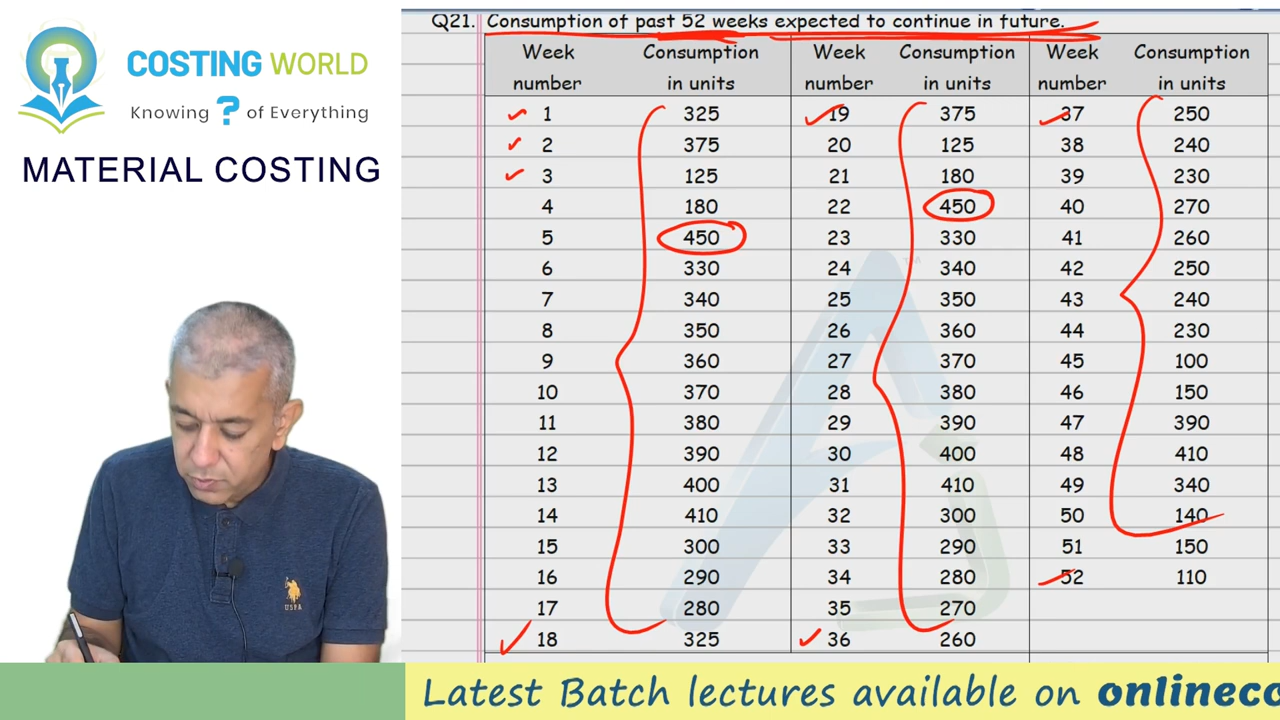 Q21. Consumption of past 52 weeks expected to continue in future.
COSTING WORLD
Knowing ? of Everything
MATERIAL COSTING
Week number Consumption in units Week number Consumption in units Week number Consumption in units
1 325 19 375 37 250
2 375 20 125 38 240
3 125 21 180 39 230
4 180 22 450 40 270
5 450 23 330 41 260
6 330 24 340 42 250
7 340 25 350 43 240
8 350 26 360 44 230
9 360 27 370 45 100
10 370 28 380 46 150
11 380 29 390 47 390
12 390 30 400 48 410
13 400 31 410 49 340
14 410 32 300 50 140
15 300 33 290 51 150
16 290 34 280 52 110
17 280 35 270
18 325 36 260
USPA
Latest Batch lectures available on onlineco